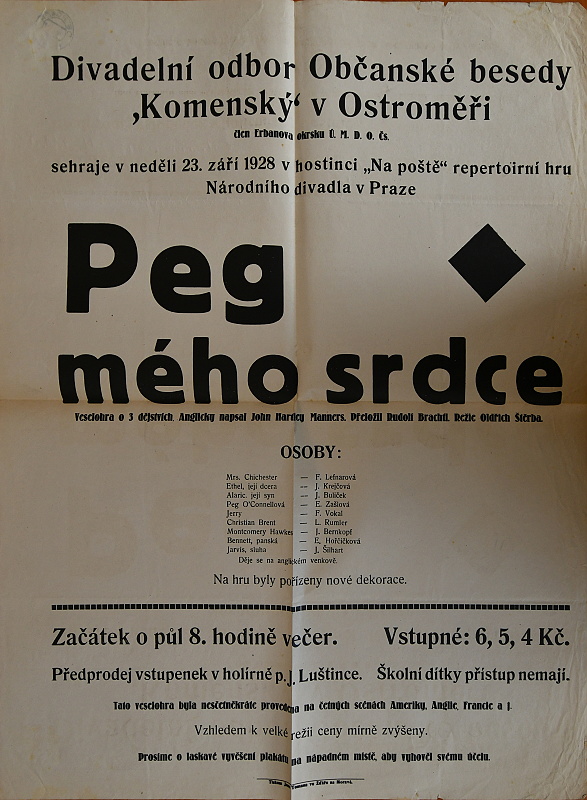 Divadelní odbor Občanské besedy
‚Komenský‘ v Ostroměři
člen Erbanova okrsku Ú. M. D. O. Čs.
sehraje v neděli 23. září 1928 v hostinci „Na poště“ repertoirní hru
Národního divadla v Praze
Peg
mého srdce
Veselohra o 3 dějstvích. Anglicky napsal John Hartley Manners. Přeložil Rudolf Brachtl. Režie Oldřich Štěrba.
OSOBY:
Mrs. Chichester — F. Lefnarová
Ethel, její dcera — J. Krejčová
Alaric, její syn — J. Bulíček
Peg O'Connellová — E. Zašlová
Jerry — F. Vokal
Christian Brent — L. Rumler
Montgomery Hawkes — J. Bernkopf
Bennett, panská — E. Hořčičková
Jarvis, sluha — J. Šilhart
Děje se na anglickém venkově.
Na hru byly pořízeny nové dekorace.
Začátek o půl 8. hodině večer. Vstupné: 6, 5, 4 Kč.
Předprodej vstupenek v holírně p. J. Luštince. Školní dítky přístup nemají.
Tato veselohra byla nesčetněkráte provedena na četných scénách Ameriky, Anglie, Francie a j.
Vzhledem k velké režii ceny mírně zvýšeny.
Prosíme o laskavé vyvěšení plakátu na nápadném místě, aby vyhověl svému účelu.